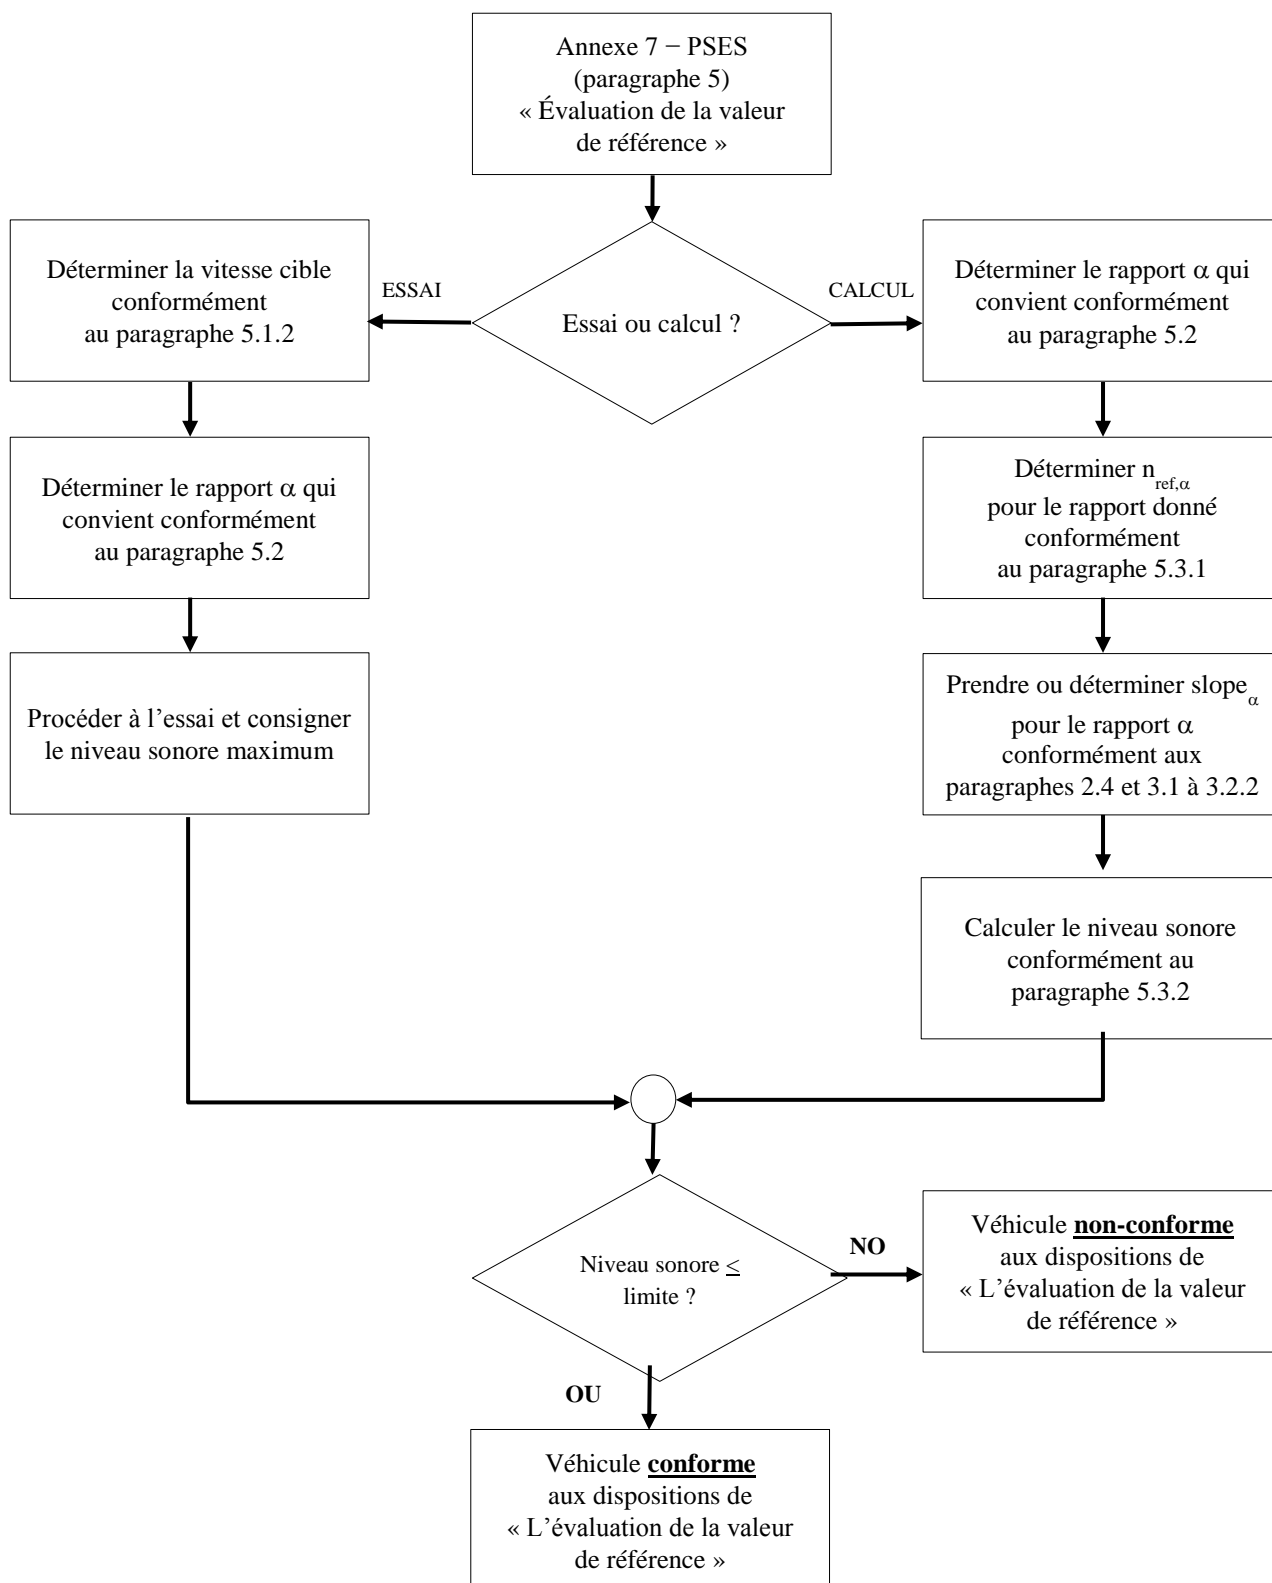 Annexe 7 − PSES
(paragraphe 5)
« Évaluation de la valeur
de référence »
Déterminer la vitesse cible
conformément
au paragraphe 5.1.2
ESSAI
Essai ou calcul ?
CALCUL
Déterminer le rapport α qui
convient conformément
au paragraphe 5.2
Déterminer le rapport α qui
convient conformément
au paragraphe 5.2
Déterminer n ref,α
pour le rapport donné
conformément
au paragraphe 5.3.1
Procéder à l’essai et consigner
le niveau sonore maximum
Prendre ou déterminer slope α
pour le rapport α
conformément aux
paragraphes 2.4 et 3.1 à 3.2.2
Calculer le niveau sonore
conformément au
paragraphe 5.3.2
Niveau sonore ≤
limite ?
NO
Véhicule non-conforme
aux dispositions de
« L’évaluation de la valeur
de référence »
OU
Véhicule conforme
aux dispositions de
« L’évaluation de la valeur
de référence »